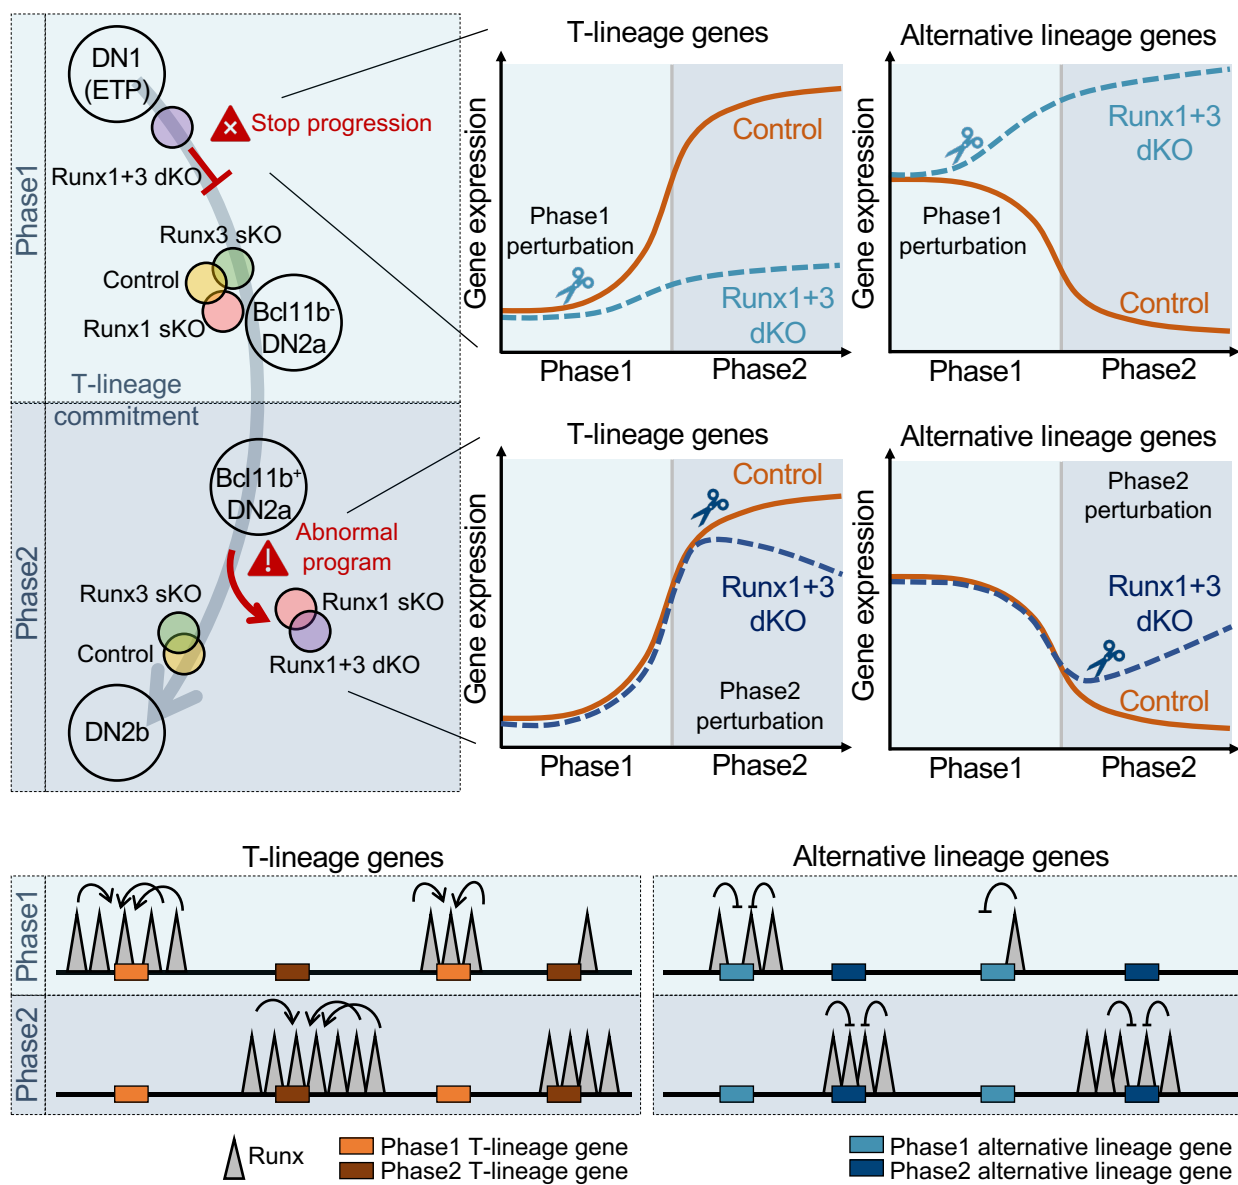 Phase1
DN1
(ETP)
Stop progression
Runx1+3 dKO
Runx3 sKO
Control
Runx1 sKO
Bcl11b-
DN2a
T-lineage
commitment
Phase2
Bcl11b+
DN2a
Abnormal
program
Runx3 sKO
Runx1 sKO
Control
Runx1+3 dKO
DN2b
T-lineage genes
Gene expression
Control
Phase1
perturbation
Runx1+3
dKO
Phase1
Phase2
Alternative lineage genes
Gene expression
Runx1+3
dKO
Phase1
perturbation
Control
Phase1
Phase2
T-lineage genes
Gene expression
Control
Runx1+3
dKO
Phase2
perturbation
Phase1
Phase2
Alternative lineage genes
Gene expression
Phase2
perturbation
Runx1+3
dKO
Control
Phase1
Phase2
T-lineage genes
Alternative lineage genes
Phase1
Phase2
Runx
Phase1 T-lineage gene
Phase2 T-lineage gene
Phase1 alternative lineage gene
Phase2 alternative lineage gene